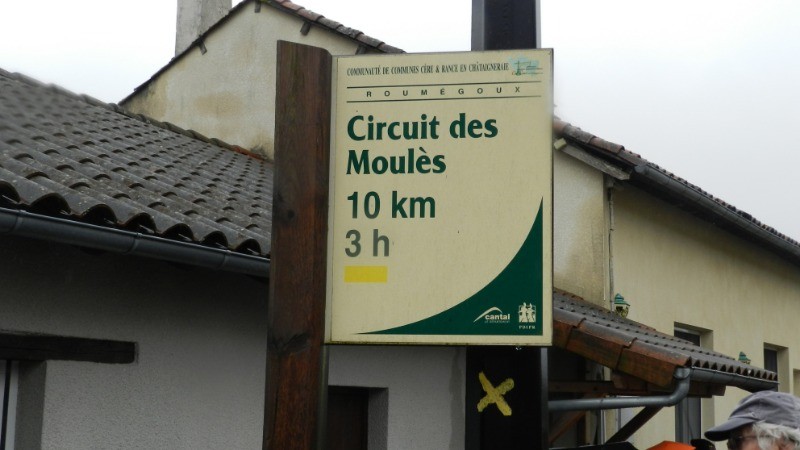 COMMUNAUTÉ DE COMMUNES CÈRE & RANCE EN CHÂTAIGNERAIE
ROUMÉGOUX
Circuit des
Moulès
10 km
3 h
cantal